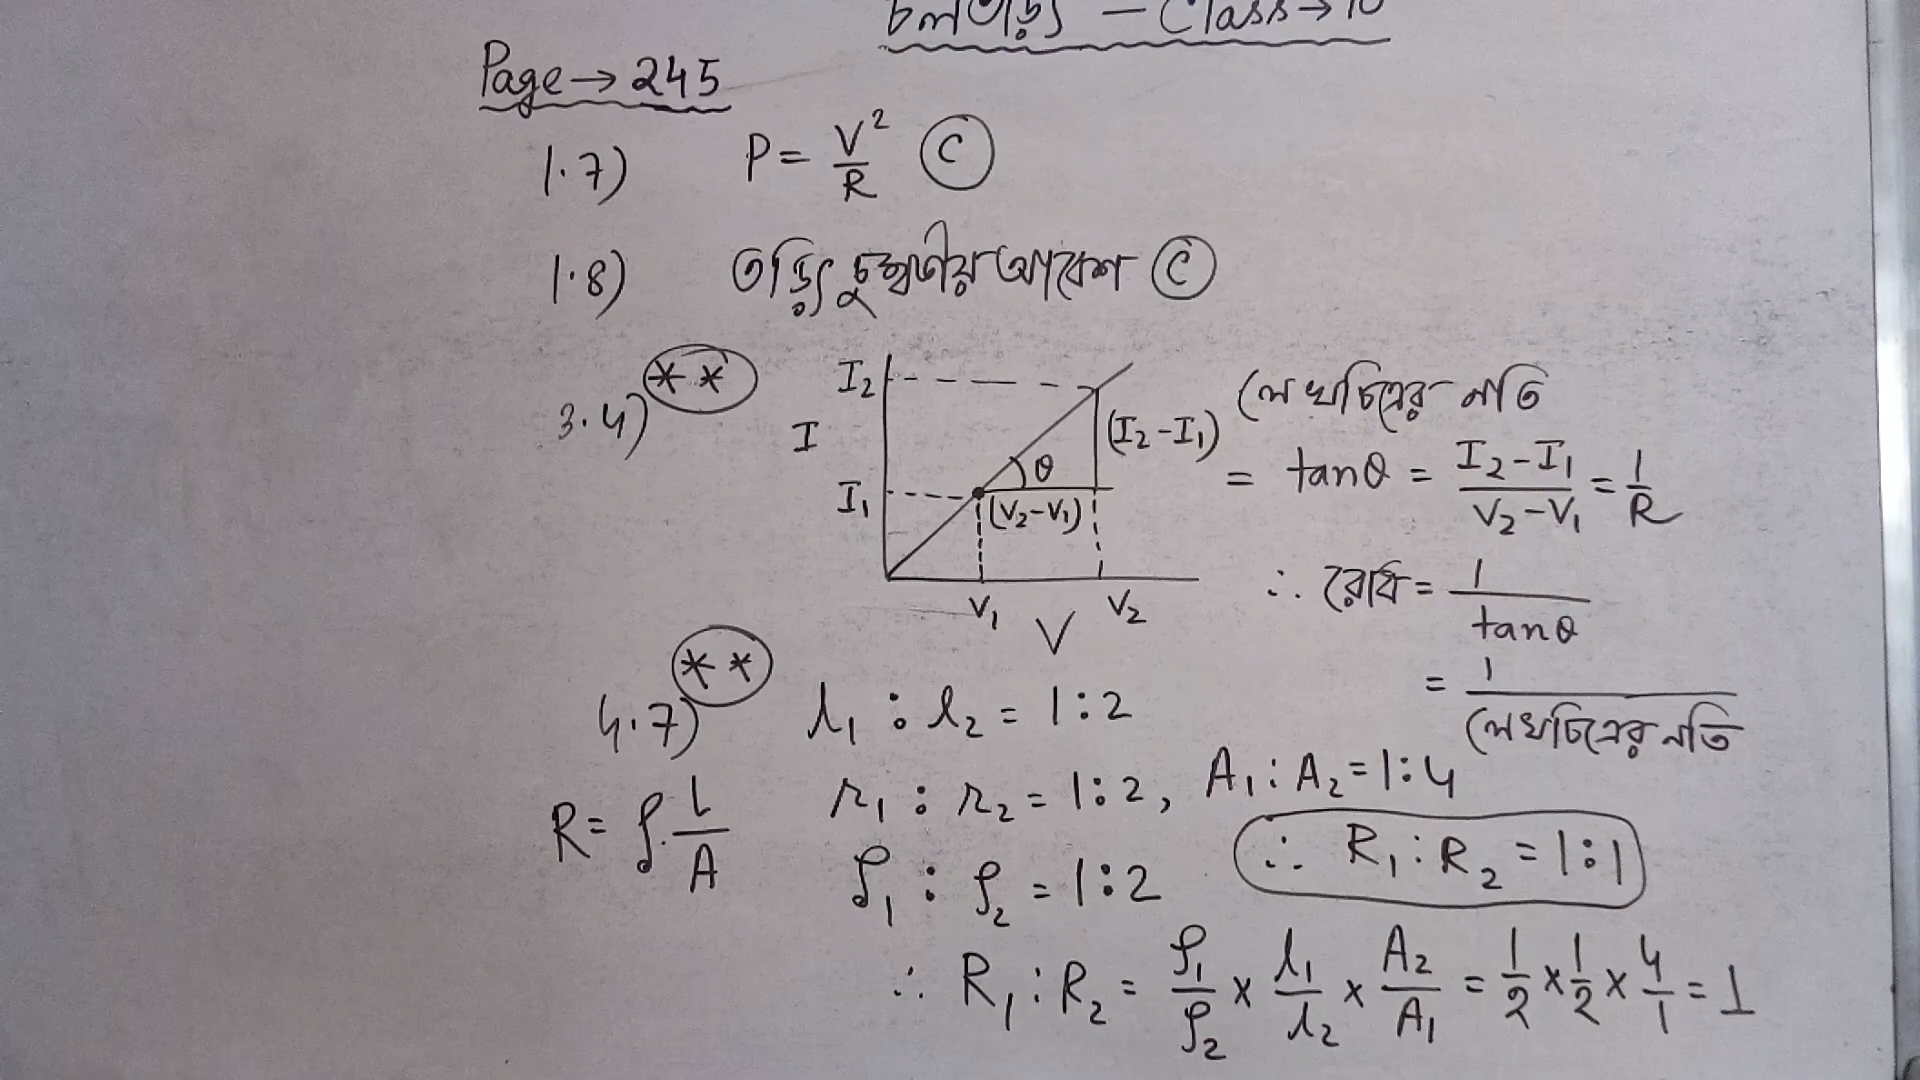 চলতড়িৎ – Class → 10
Page → 245
1.7) P = V²/R (C)
1.8) তড়িৎ চুম্বকীয় আবেশ (C)
3.4) **
I₂
I
I₁
θ
(I₂-I₁)
(V₂-V₁)
V₁ V₂
V
লেখচিত্রের নতি
= tanθ = (I₂-I₁)/(V₂-V₁) = 1/R
∴ রোধ = 1/tanθ
= 1/লেখচিত্রের নতি
4.7) ** l₁ : l₂ = 1:2
R = ρ.L/A
r₁ : r₂ = 1:2, A₁ : A₂ = 1:4
ρ₁ : ρ₂ = 1:2
∴ R₁ : R₂ = 1:1
∴ R₁ : R₂ = ρ₁/ρ₂ × l₁/l₂ × A₂/A₁ = 1/2 × 1/2 × 4/1 = 1